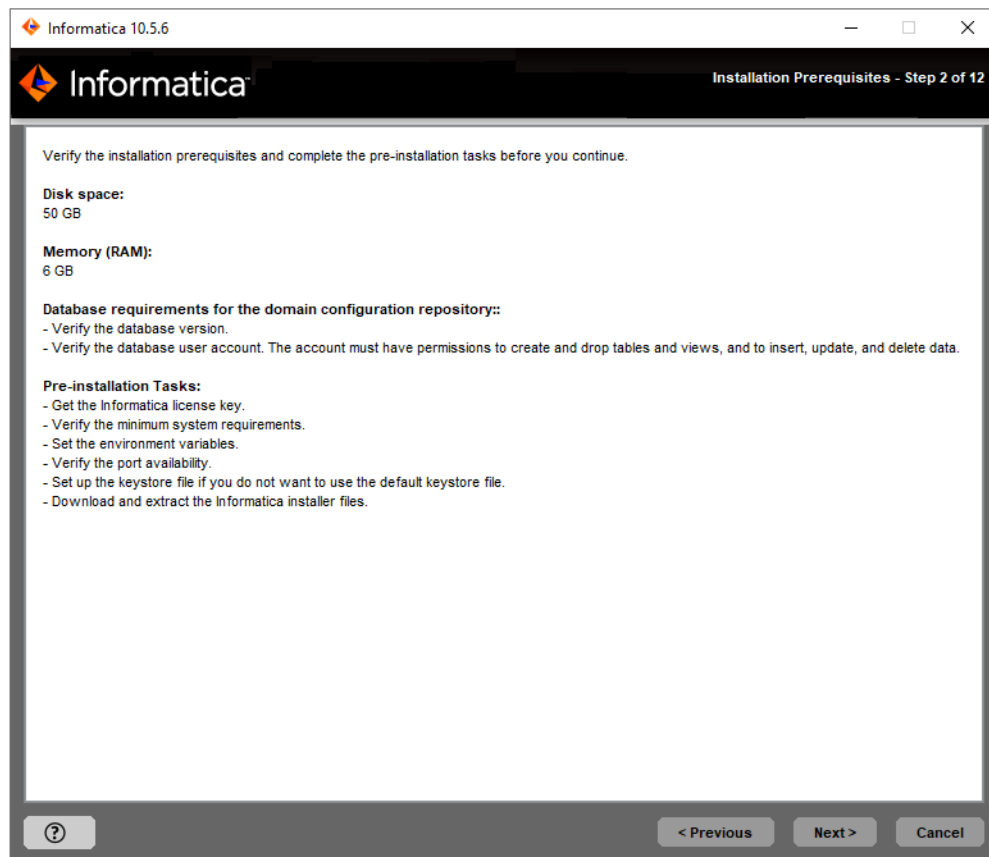 Informatica 10.5.6
Informatica
Installation Prerequisites - Step 2 of 12
Verify the installation prerequisites and complete the pre-installation tasks before you continue.
Disk space:
50 GB
Memory (RAM):
6 GB
Database requirements for the domain configuration repository::
- Verify the database version.
- Verify the database user account. The account must have permissions to create and drop tables and views, and to insert, update, and delete data.
Pre-installation Tasks:
- Get the Informatica license key.
- Verify the minimum system requirements.
- Set the environment variables.
- Verify the port availability.
- Set up the keystore file if you do not want to use the default keystore file.
- Download and extract the Informatica installer files.
?
< Previous
Next >
Cancel